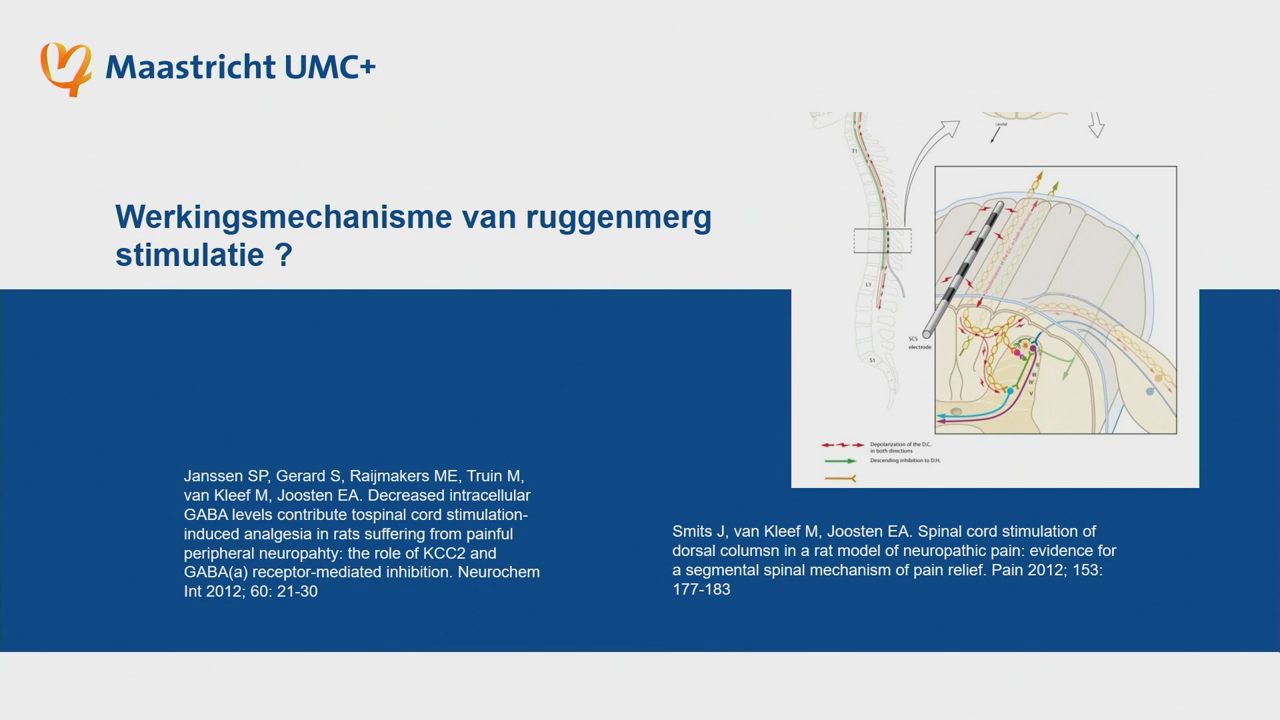 Maastricht UMC+
Werkingsmechanisme van ruggenmerg
stimulatie ?
caudal
T1
L1
S1
SCS
electrode
II
III
IV
V
Depolarization of the D.C.
in both directions
Descending inhibition to D.H.
Janssen SP, Gerard S, Raijmakers ME, Truin M,
van Kleef M, Joosten EA. Decreased intracellular
GABA levels contribute tospinal cord stimulation-
induced analgesia in rats suffering from painful
peripheral neuropahty: the role of KCC2 and
GABA(a) receptor-mediated inhibition. Neurochem
Int 2012; 60: 21-30
Smits J, van Kleef M, Joosten EA. Spinal cord stimulation of
dorsal columsn in a rat model of neuropathic pain: evidence for
a segmental spinal mechanism of pain relief. Pain 2012; 153:
177-183